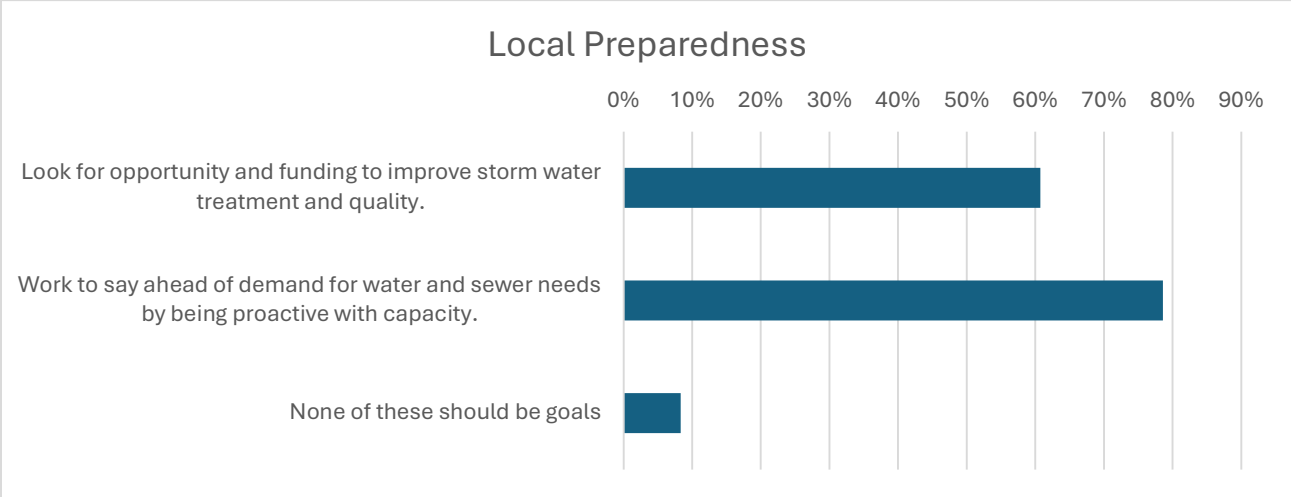 Local Preparedness
0% 10% 20% 30% 40% 50% 60% 70% 80% 90%
Look for opportunity and funding to improve storm water
treatment and quality.
Work to say ahead of demand for water and sewer needs
by being proactive with capacity.
None of these should be goals